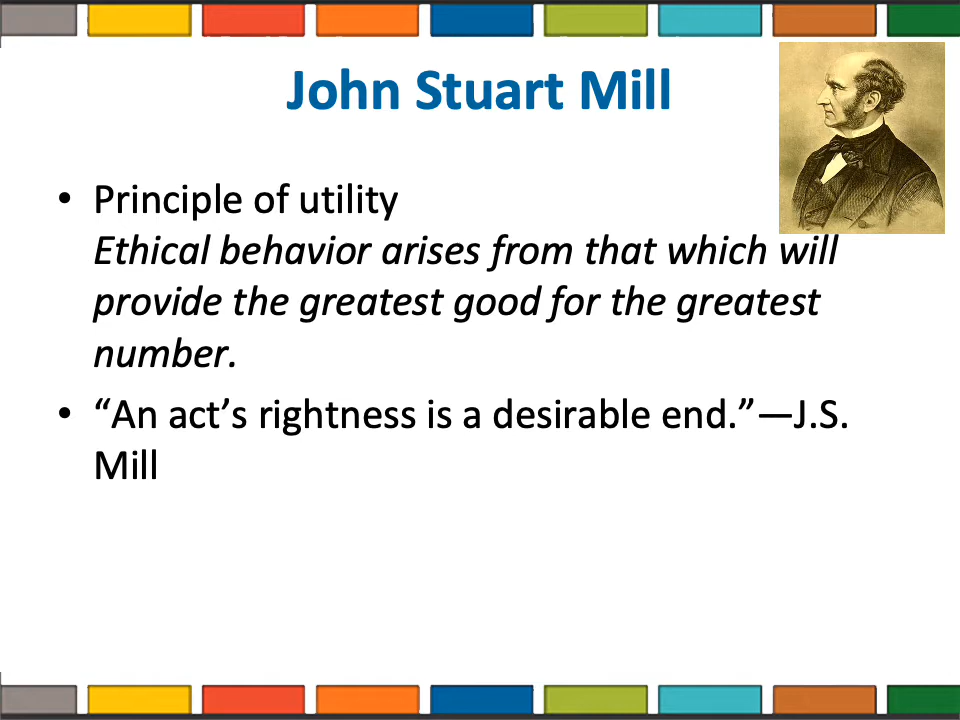 John Stuart Mill
• Principle of utility
Ethical behavior arises from that which will
provide the greatest good for the greatest
number.
• “An act’s rightness is a desirable end.”—J.S.
Mill